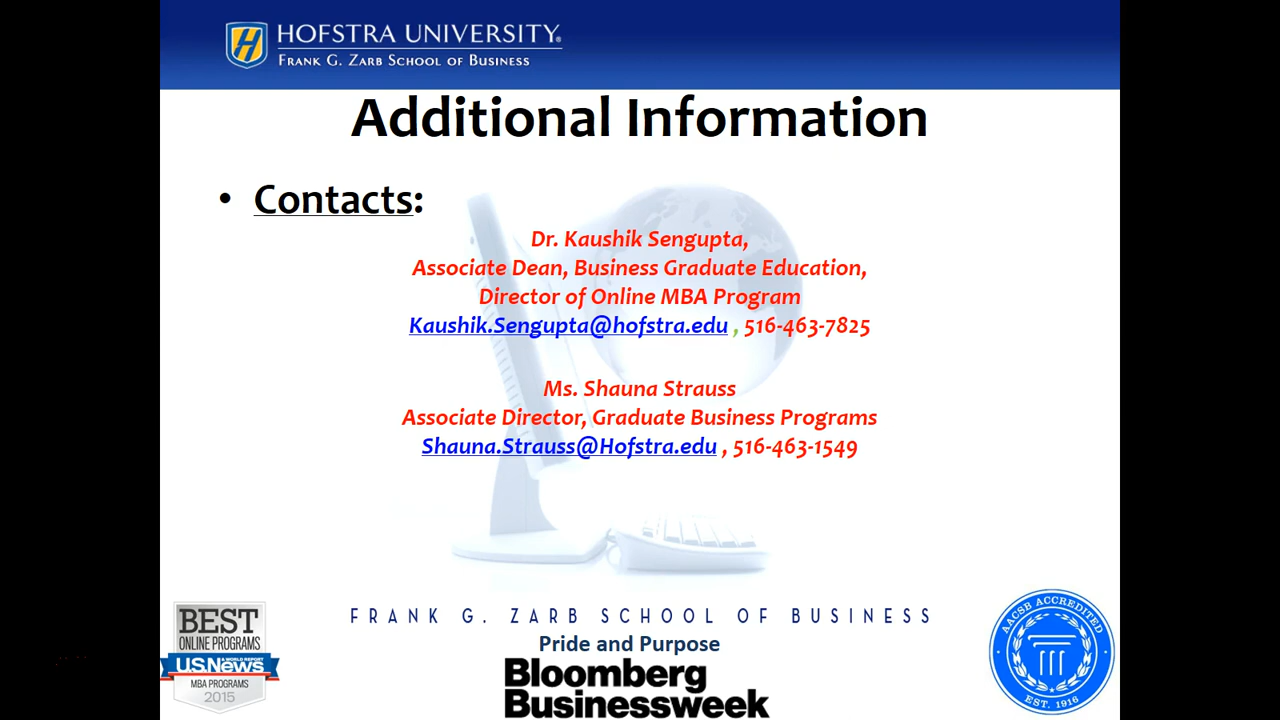 HOFSTRA UNIVERSITY®
FRANK G. ZARB SCHOOL OF BUSINESS
Additional Information
• Contacts:
Dr. Kaushik Sengupta,
Associate Dean, Business Graduate Education,
Director of Online MBA Program
Kaushik.Sengupta@hofstra.edu , 516-463-7825
Ms. Shauna Strauss
Associate Director, Graduate Business Programs
Shauna.Strauss@Hofstra.edu , 516-463-1549
FRANK G. ZARB SCHOOL OF BUSINESS
Pride and Purpose
Bloomberg
Businessweek
BEST
ONLINE PROGRAMS
U.S.News
& WORLD REPORT
MBA PROGRAMS
2015
AACSB ACCREDITED
EST. 1916